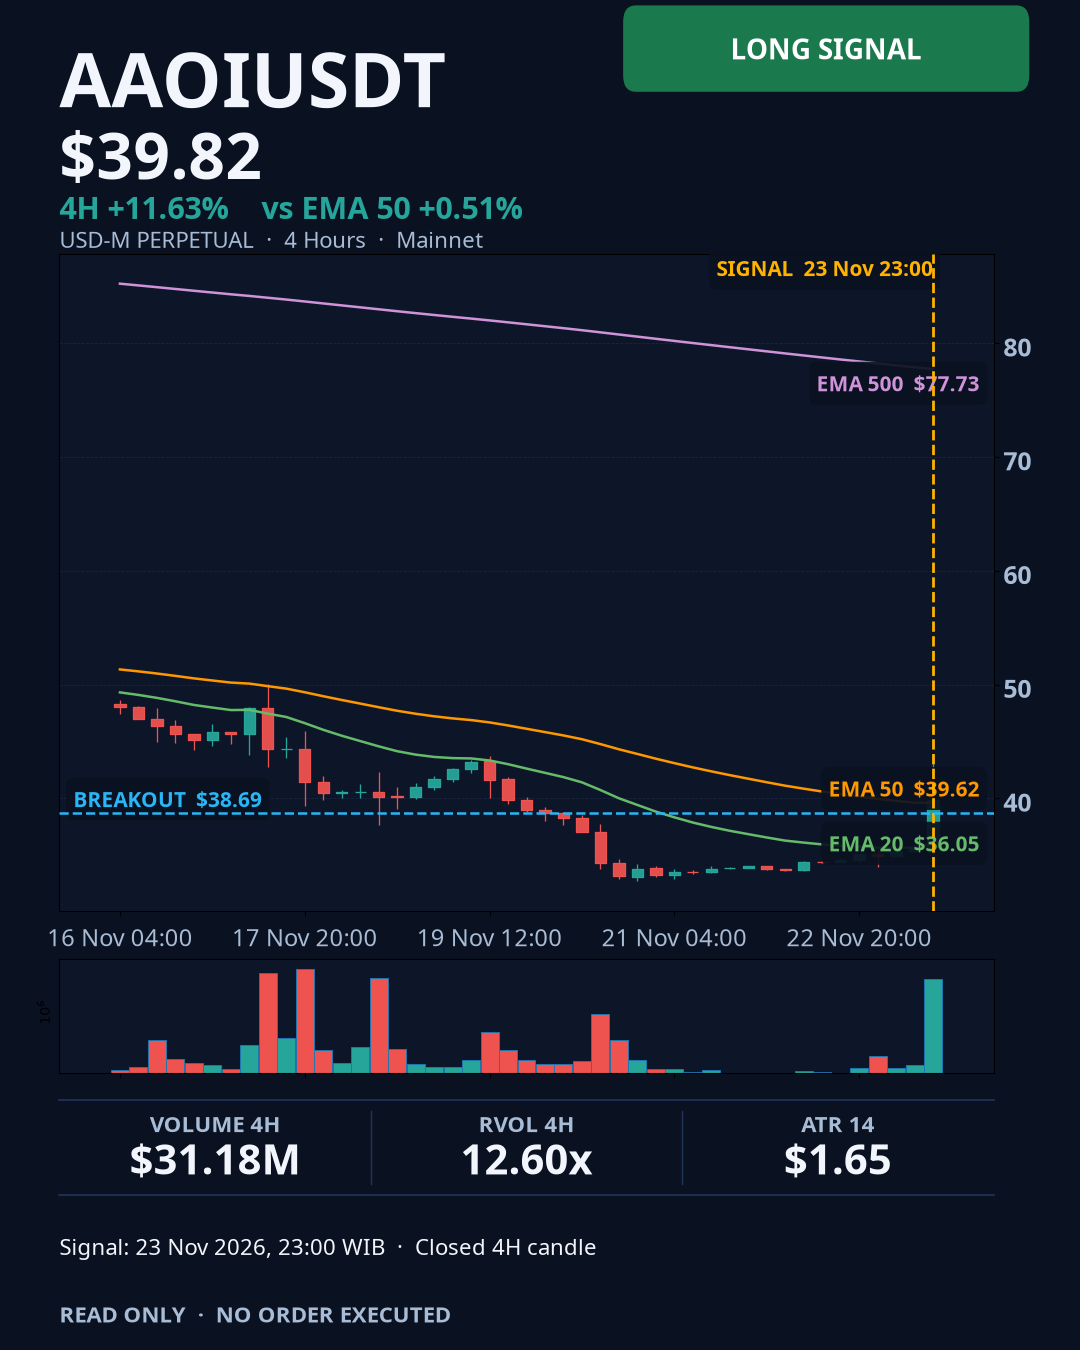 LONG SIGNAL
AAOIUSDT
$39.82
4H +11.63% vs EMA 50 +0.51%
USD-M PERPETUAL · 4 Hours · Mainnet
SIGNAL 23 Nov 23:00
80
EMA 500 $77.73
70
60
50
EMA 50 $39.62
BREAKOUT $38.69
40
EMA 20 $36.05
16 Nov 04:00 17 Nov 20:00 19 Nov 12:00 21 Nov 04:00 22 Nov 20:00
10⁶
VOLUME 4H RVOL 4H ATR 14
$31.18M 12.60x $1.65
Signal: 23 Nov 2026, 23:00 WIB · Closed 4H candle
READ ONLY · NO ORDER EXECUTED